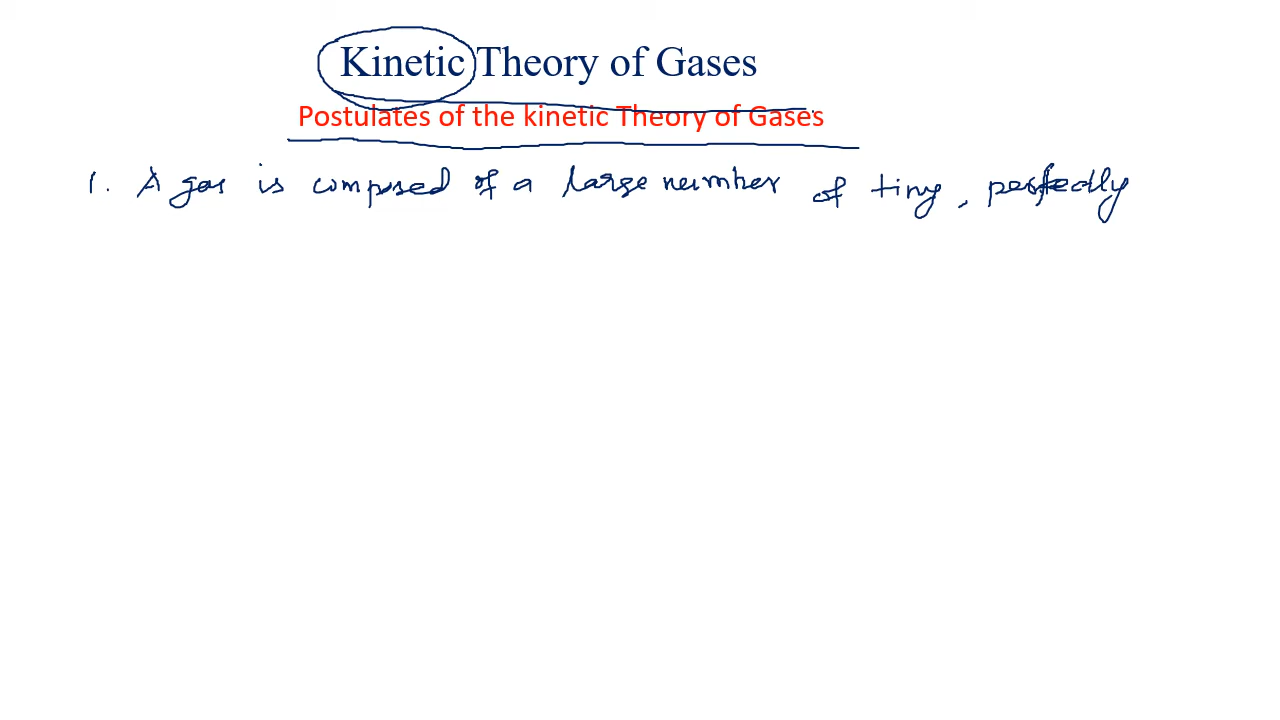 Kinetic Theory of Gases
Postulates of the kinetic Theory of Gases
1. A gas is composed of a large number of tiny, perfectly